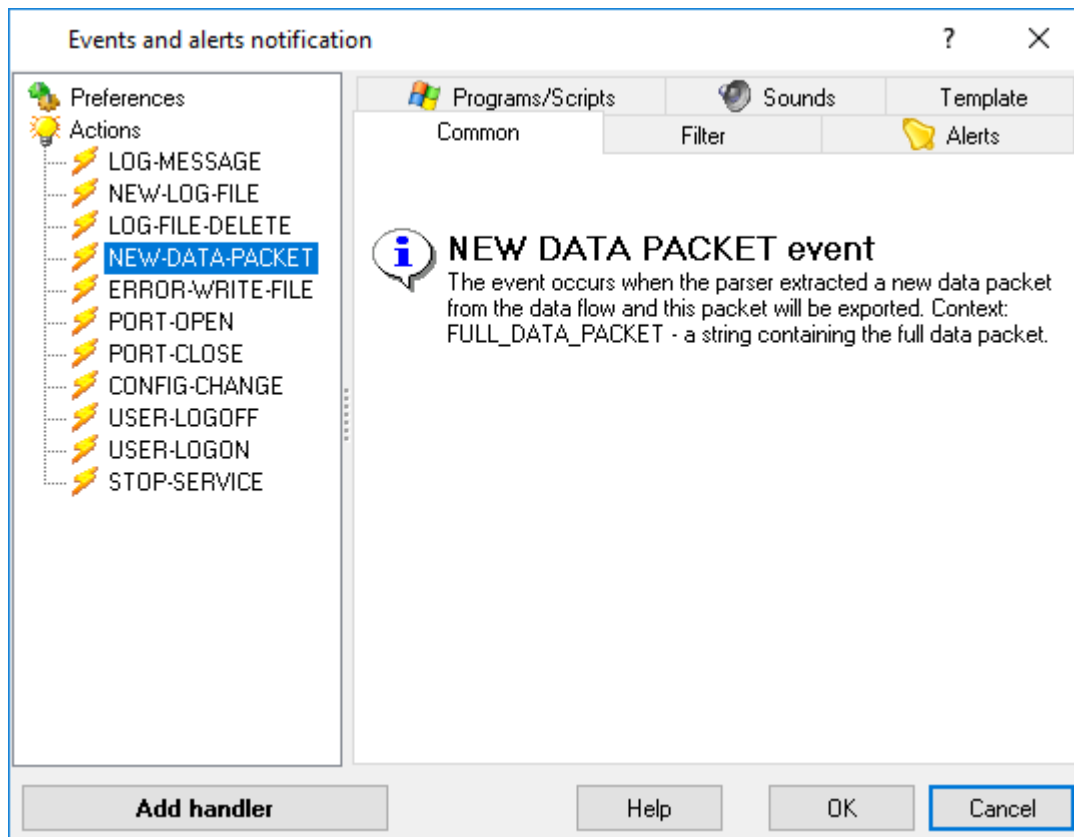 Events and alerts notification
?
Preferences
Actions
LOG-MESSAGE
NEW-LOG-FILE
LOG-FILE-DELETE
NEW-DATA-PACKET
ERROR-WRITE-FILE
PORT-OPEN
PORT-CLOSE
CONFIG-CHANGE
USER-LOGOFF
USER-LOGON
STOP-SERVICE
Programs/Scripts
Sounds
Template
Common
Filter
Alerts
NEW DATA PACKET event
The event occurs when the parser extracted a new data packet
from the data flow and this packet will be exported. Context:
FULL_DATA_PACKET - a string containing the full data packet.
Add handler
Help
OK
Cancel